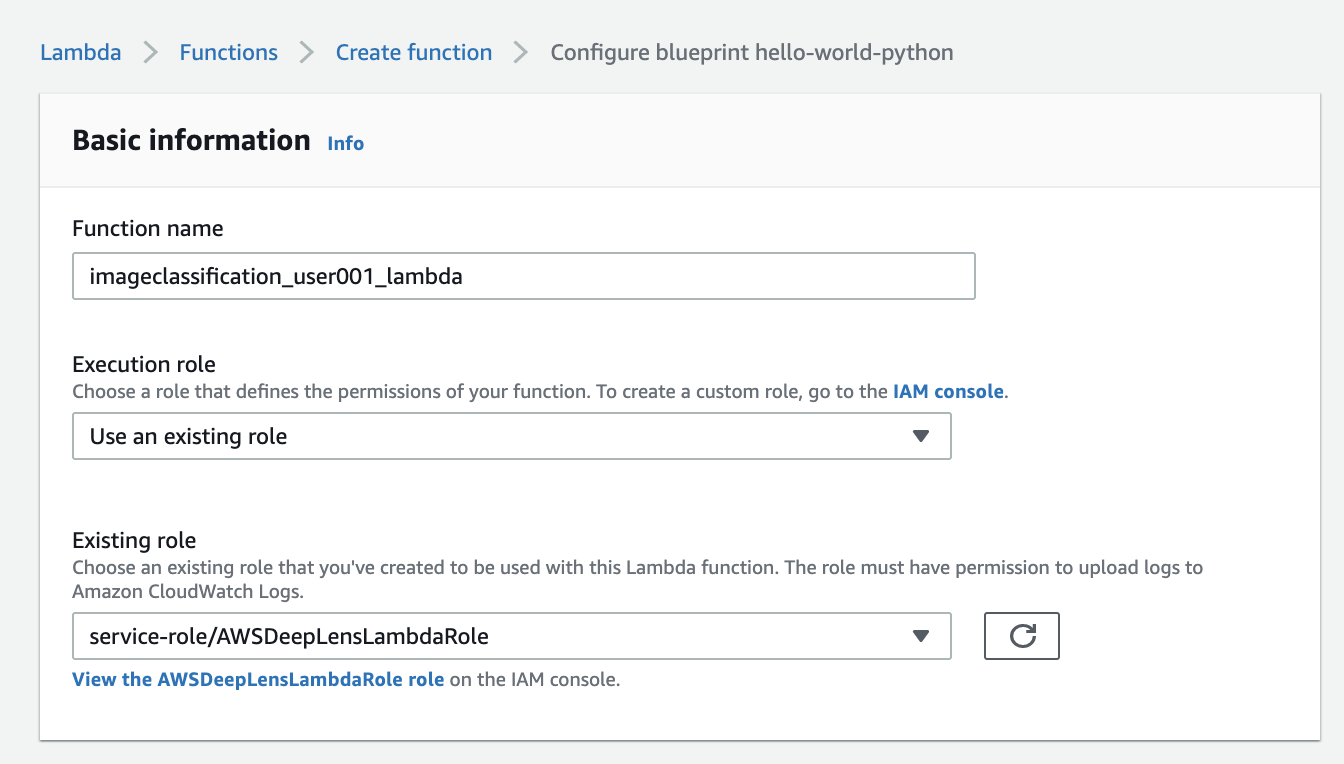 Lambda > Functions > Create function > Configure blueprint hello-world-python
Basic information Info
Function name
imageclassification_user001_lambda
Execution role
Choose a role that defines the permissions of your function. To create a custom role, go to the IAM console.
Use an existing role
Existing role
Choose an existing role that you've created to be used with this Lambda function. The role must have permission to upload logs to
Amazon CloudWatch Logs.
service-role/AWSDeepLensLambdaRole
View the AWSDeepLensLambdaRole role on the IAM console.